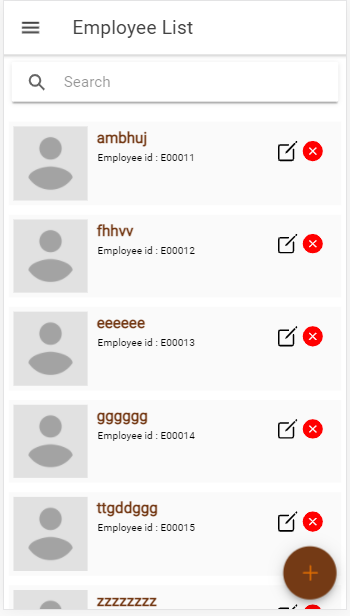 Employee List
Search
ambhuj
Employee id : E00011
fhhvv
Employee id : E00012
eeeeee
Employee id : E00013
gggggg
Employee id : E00014
ttgddggg
Employee id : E00015
zzzzzzzz